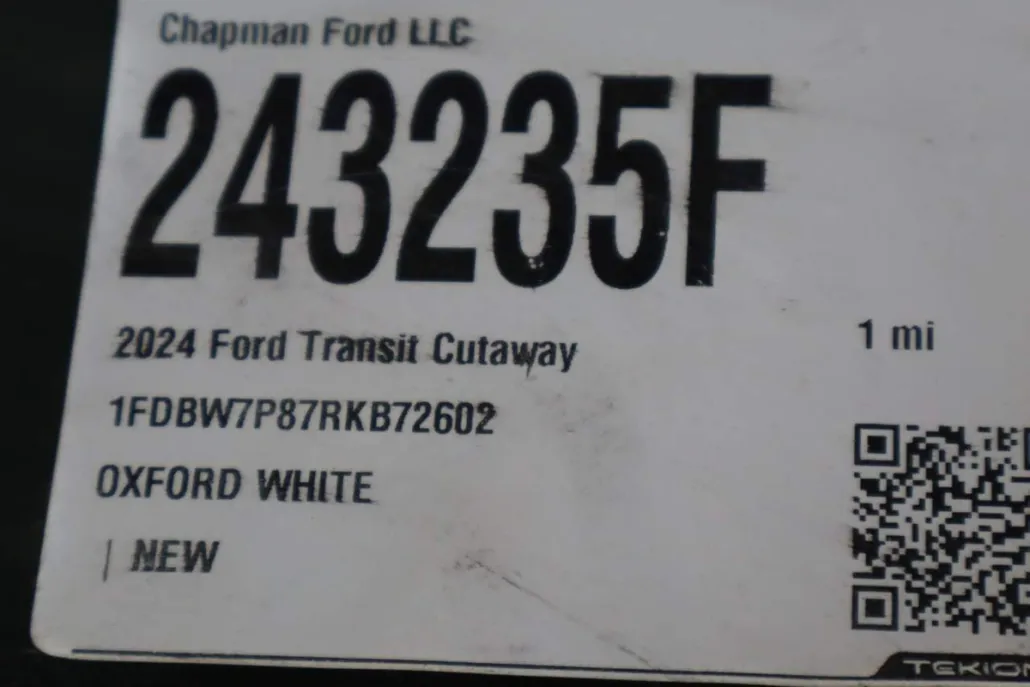 Chapman Ford LLC
243235F
2024 Ford Transit Cutaway
1 mi
1FDBW7P87RKB72602
OXFORD WHITE
| NEW
TEKION